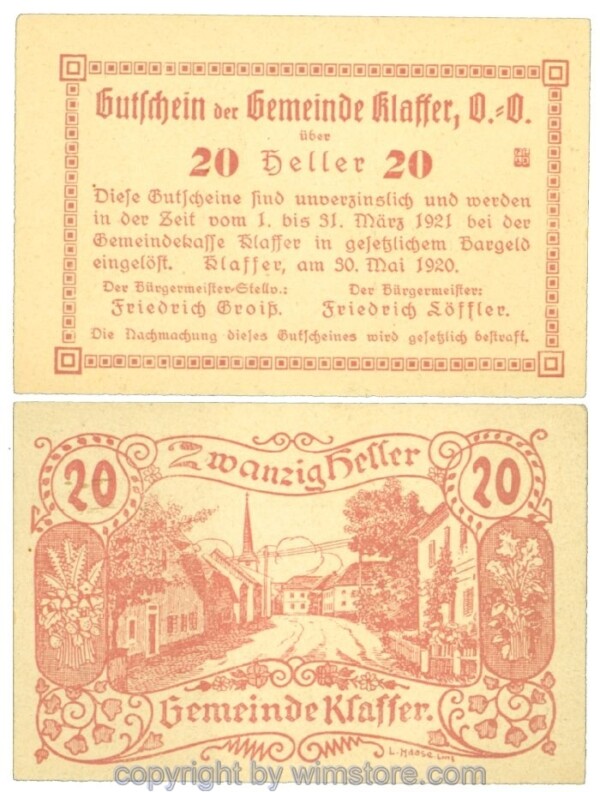 Gutschein der Gemeinde Klaffer, O.=Ö.
über
20 Heller 20
Diese Gutscheine sind unverzinslich und werden
in der Zeit vom 1. bis 31. März 1921 bei der
Gemeindekasse Klaffer in gesetzlichem Bargeld
eingelöst. Klaffer, am 30. Mai 1920.
Der Bürgermeister-Stellv.: Der Bürgermeister:
Friedrich Groiß. Friedrich Löffler.
Die Nachmachung dieses Gutscheines wird gesetzlich bestraft.
20 Zwanzig Heller 20
Gemeinde Klaffer.
L. Haase Linz
copyright by wimstore.com